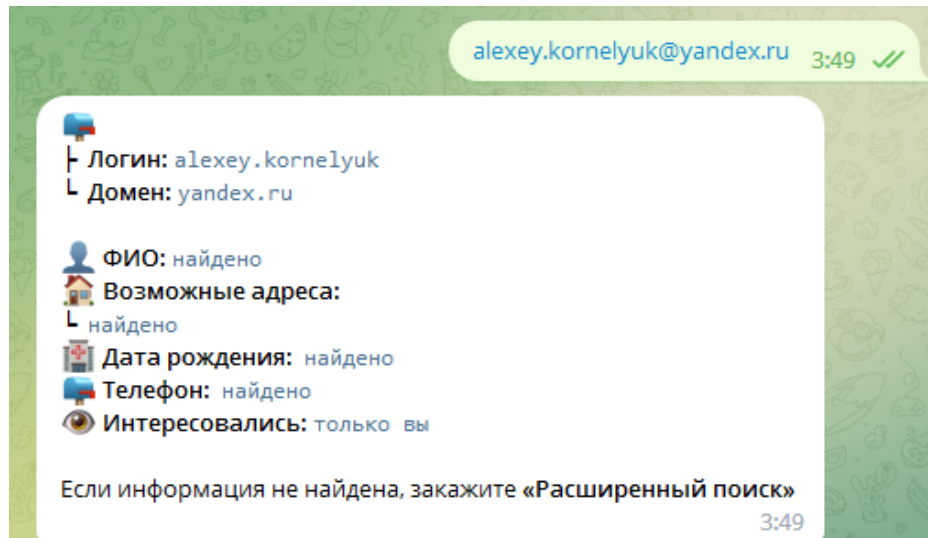 alexey.kornelyuk@yandex.ru 3:49
├ Логин: alexey.kornelyuk
└ Домен: yandex.ru
ФИО: найдено
Возможные адреса:
└ найдено
Дата рождения: найдено
Телефон: найдено
Интересовались: только вы
Если информация не найдена, закажите «Расширенный поиск»
3:49